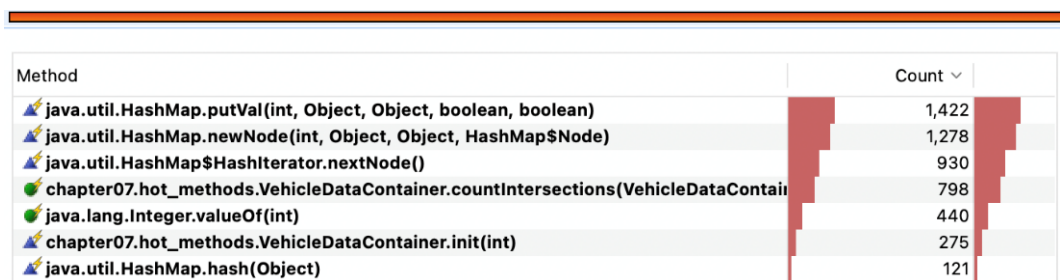 Method Count
java.util.HashMap.putVal(int, Object, Object, boolean, boolean) 1,422
java.util.HashMap.newNode(int, Object, Object, HashMap$Node) 1,278
java.util.HashMap$HashIterator.nextNode() 930
chapter07.hot_methods.VehicleDataContainer.countIntersections(VehicleDataContai 798
java.lang.Integer.valueOf(int) 440
chapter07.hot_methods.VehicleDataContainer.init(int) 275
java.util.HashMap.hash(Object) 121